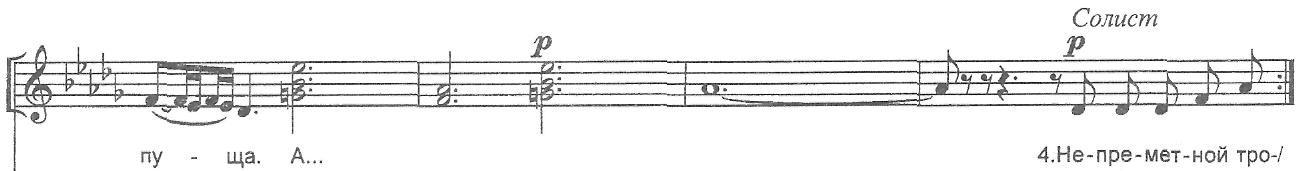 Солист
p p
пу - ща. А... 4.Не-пре-мет-ной тро-/